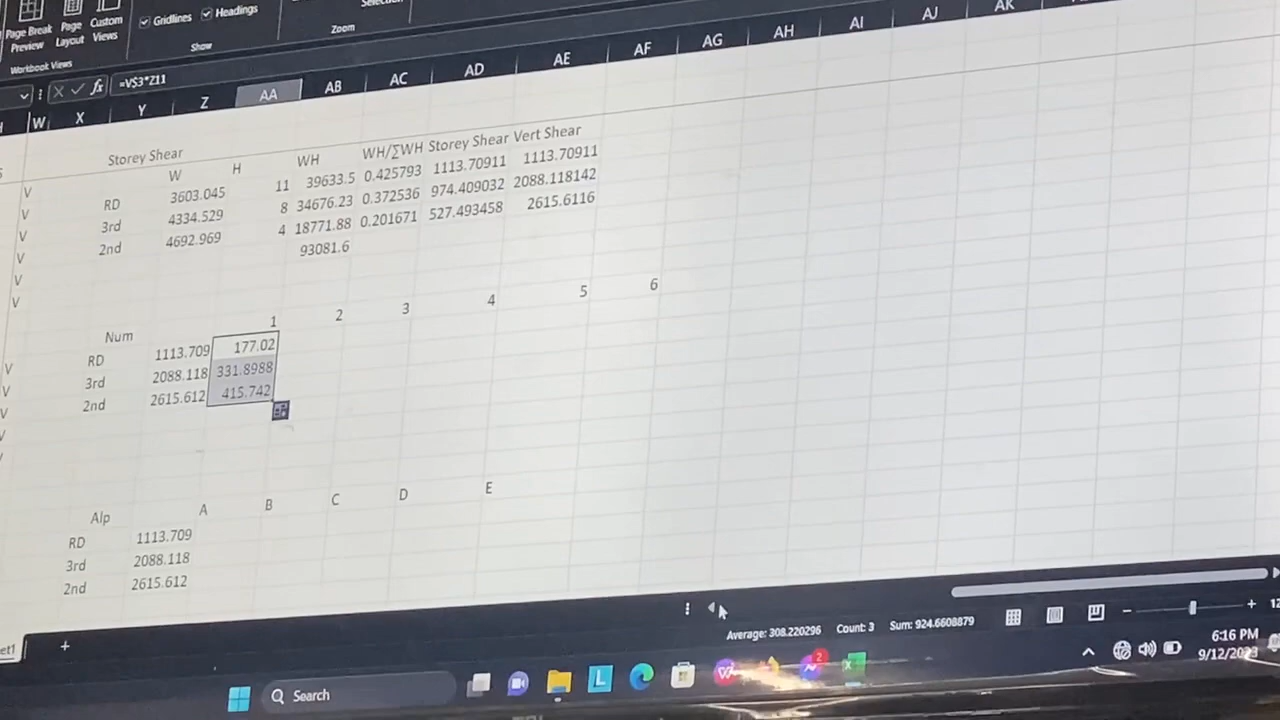 Page Break Preview
Page Layout
Custom Views
Gridlines
Headings
Workbook Views
Show
Zoom
=V$3*Z11
W X Y Z AA AB AC AD AE AF AG AH AI AJ AK
Storey Shear
W H WH WH/∑WH Storey Shear Vert Shear
V RD 3603.045 11 39633.5 0.425793 1113.70911 1113.70911
V 3rd 4334.529 8 34676.23 0.372536 974.409032 2088.118142
V 2nd 4692.969 4 18771.88 0.201671 527.493458 2615.6116
V 93081.6
V
V
Num 1 2 3 4 5 6
V RD 1113.709 177.02
V 3rd 2088.118 331.8988
V 2nd 2615.612 415.742
V
Alp A B C D E
RD 1113.709
3rd 2088.118
2nd 2615.612
Average: 308.220296 Count: 3 Sum: 924.6608879
Search
2
6:16 PM
9/12/2023